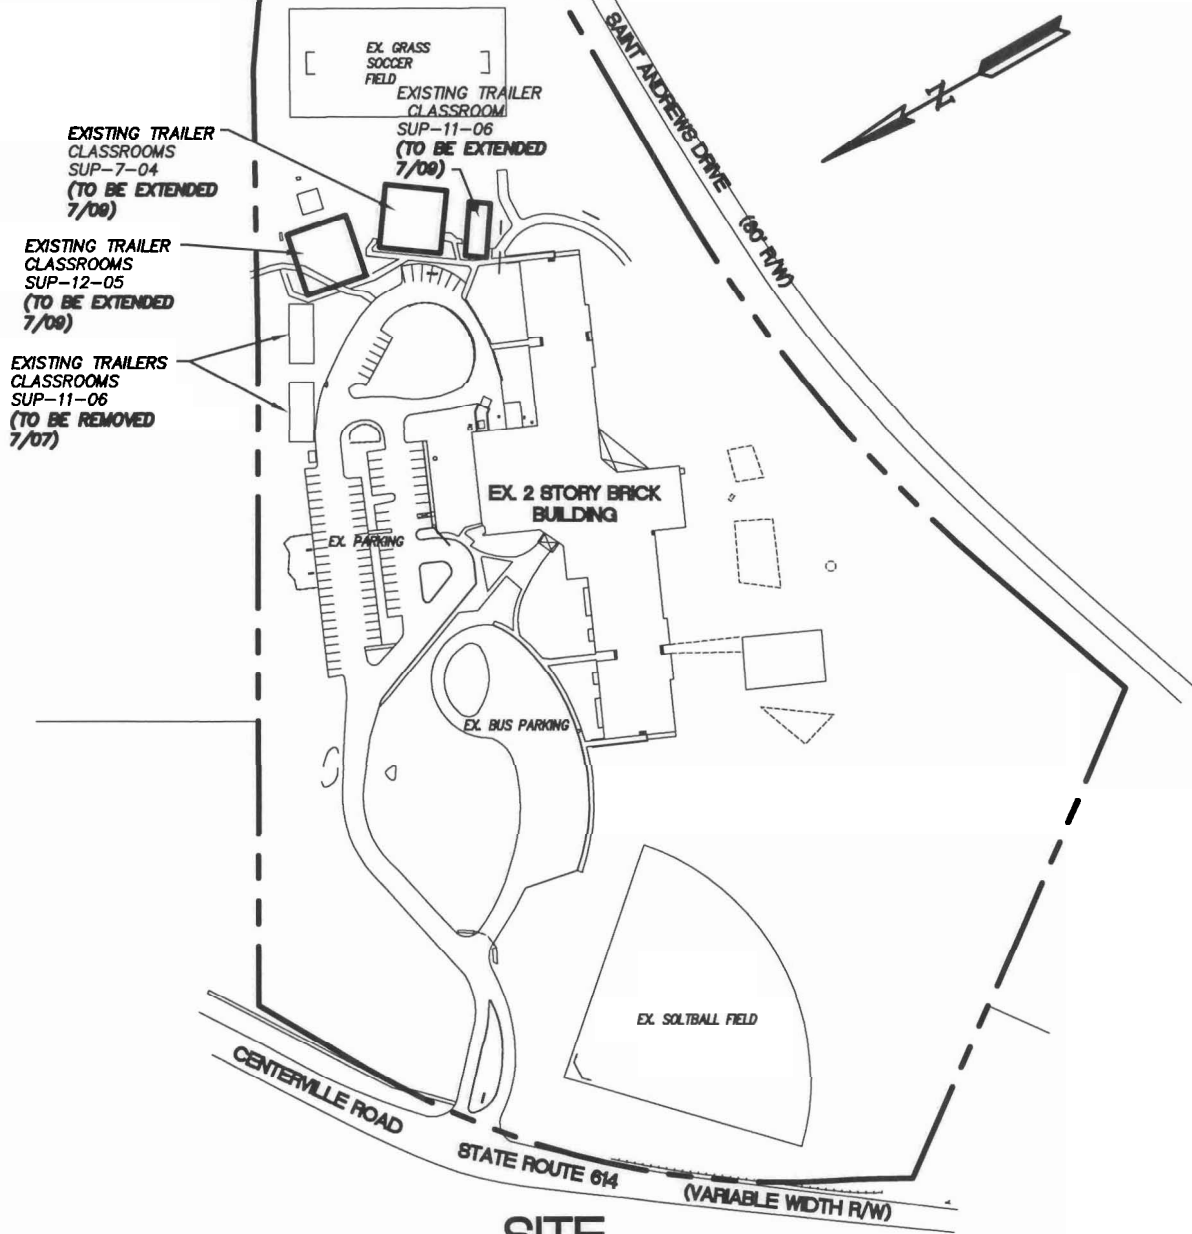 EX. GRASS
SOCCER
FIELD
EXISTING TRAILER
CLASSROOM
SUP-11-06
(TO BE EXTENDED
7/09)
EXISTING TRAILER
CLASSROOMS
SUP-7-04
(TO BE EXTENDED
7/09)
EXISTING TRAILER
CLASSROOMS
SUP-12-05
(TO BE EXTENDED
7/09)
EXISTING TRAILERS
CLASSROOMS
SUP-11-06
(TO BE REMOVED
7/07)
SAINT ANDREWS DRIVE (80' R/W)
N
EX. 2 STORY BRICK
BUILDING
EX. PARKING
EX. BUS PARKING
EX. SOLTBALL FIELD
CENTERVILLE ROAD
STATE ROUTE 614
(VARIABLE WIDTH R/W)
SITE